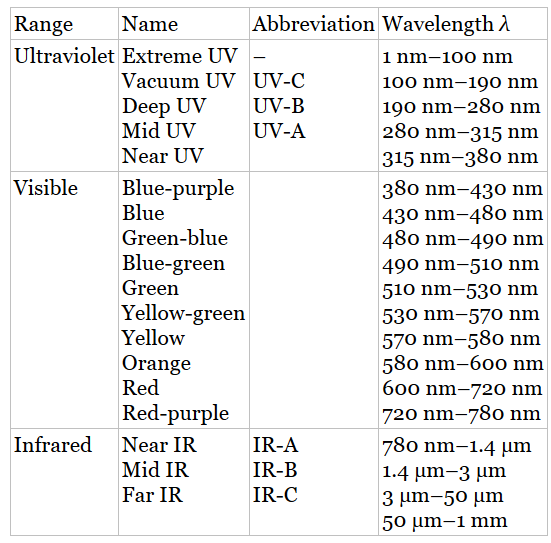 Range Name Abbreviation Wavelength λ
Ultraviolet Extreme UV – 1 nm–100 nm
Vacuum UV UV-C 100 nm–190 nm
Deep UV UV-B 190 nm–280 nm
Mid UV UV-A 280 nm–315 nm
Near UV 315 nm–380 nm
Visible Blue-purple 380 nm–430 nm
Blue 430 nm–480 nm
Green-blue 480 nm–490 nm
Blue-green 490 nm–510 nm
Green 510 nm–530 nm
Yellow-green 530 nm–570 nm
Yellow 570 nm–580 nm
Orange 580 nm–600 nm
Red 600 nm–720 nm
Red-purple 720 nm–780 nm
Infrared Near IR IR-A 780 nm–1.4 µm
Mid IR IR-B 1.4 µm–3 µm
Far IR IR-C 3 µm–50 µm
50 µm–1 mm